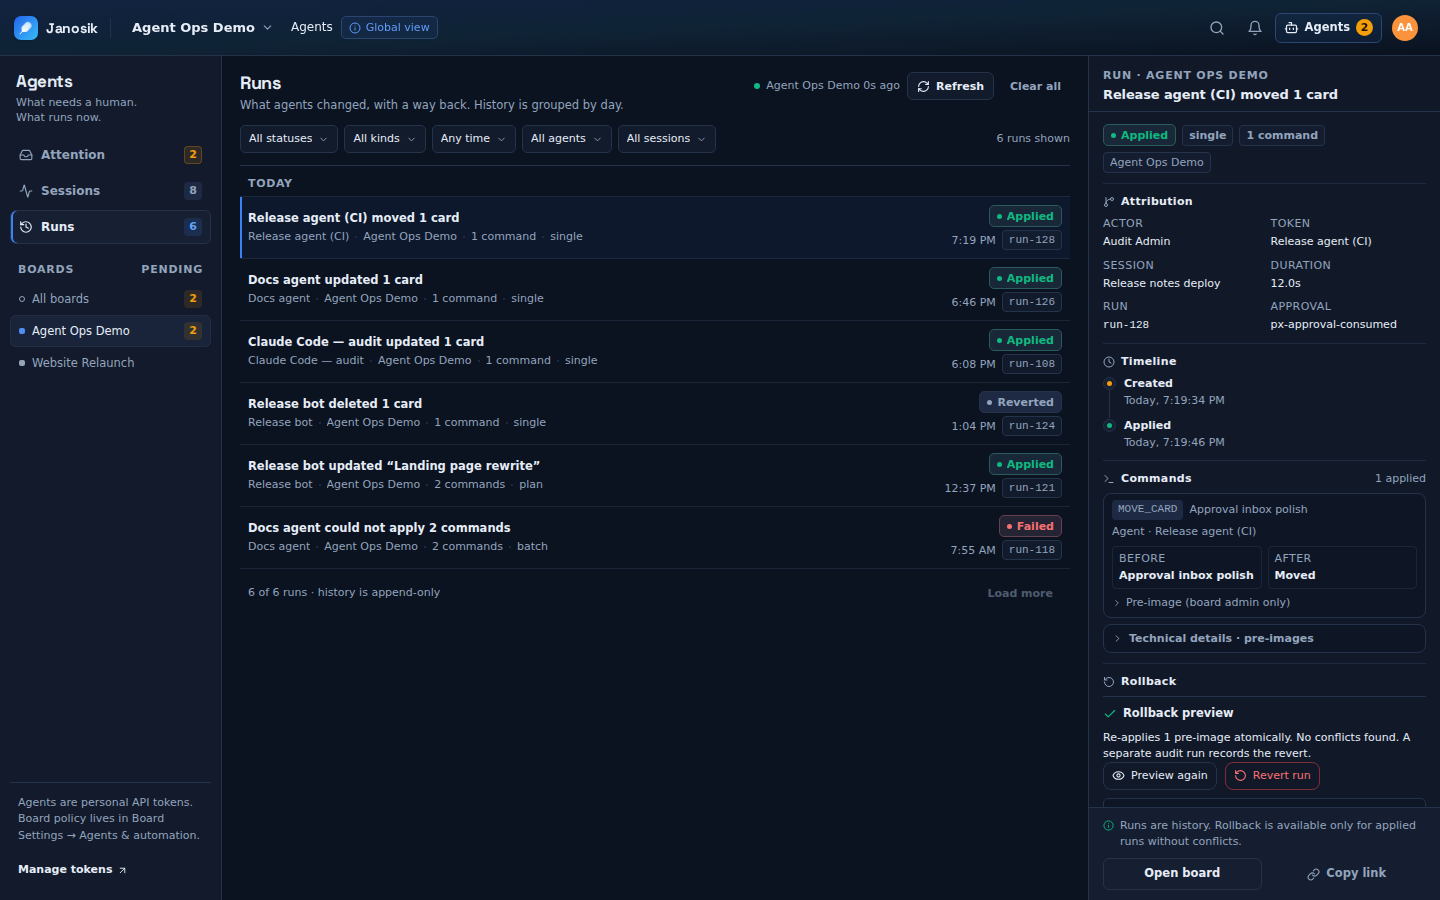 Janosik
Agent Ops Demo
Agents
Global view
Agents 2
AA
Agents
What needs a human.
What runs now.
Attention 2
Sessions 8
Runs 6
BOARDS PENDING
All boards 2
Agent Ops Demo 2
Website Relaunch
Agents are personal API tokens.
Board policy lives in Board
Settings → Agents & automation.
Manage tokens
Runs
What agents changed, with a way back. History is grouped by day.
Agent Ops Demo 0s ago
Refresh
Clear all
All statuses
All kinds
Any time
All agents
All sessions
6 runs shown
TODAY
Release agent (CI) moved 1 card
Applied
Release agent (CI) · Agent Ops Demo · 1 command · single
7:19 PM run-128
Docs agent updated 1 card
Applied
Docs agent · Agent Ops Demo · 1 command · single
6:46 PM run-126
Claude Code — audit updated 1 card
Applied
Claude Code — audit · Agent Ops Demo · 1 command · single
6:08 PM run-108
Release bot deleted 1 card
Reverted
Release bot · Agent Ops Demo · 1 command · single
1:04 PM run-124
Release bot updated “Landing page rewrite”
Applied
Release bot · Agent Ops Demo · 2 commands · plan
12:37 PM run-121
Docs agent could not apply 2 commands
Failed
Docs agent · Agent Ops Demo · 2 commands · batch
7:55 AM run-118
6 of 6 runs · history is append-only
Load more
RUN · AGENT OPS DEMO
Release agent (CI) moved 1 card
Applied
single
1 command
Agent Ops Demo
Attribution
ACTOR TOKEN
Audit Admin Release agent (CI)
SESSION DURATION
Release notes deploy 12.0s
RUN APPROVAL
run-128 px-approval-consumed
Timeline
Created
Today, 7:19:34 PM
Applied
Today, 7:19:46 PM
Commands 1 applied
MOVE_CARD Approval inbox polish
Agent · Release agent (CI)
BEFORE AFTER
Approval inbox polish Moved
Pre-image (board admin only)
Technical details · pre-images
Rollback
Rollback preview
Re-applies 1 pre-image atomically. No conflicts found. A
separate audit run records the revert.
Preview again
Revert run
Runs are history. Rollback is available only for applied
runs without conflicts.
Open board
Copy link